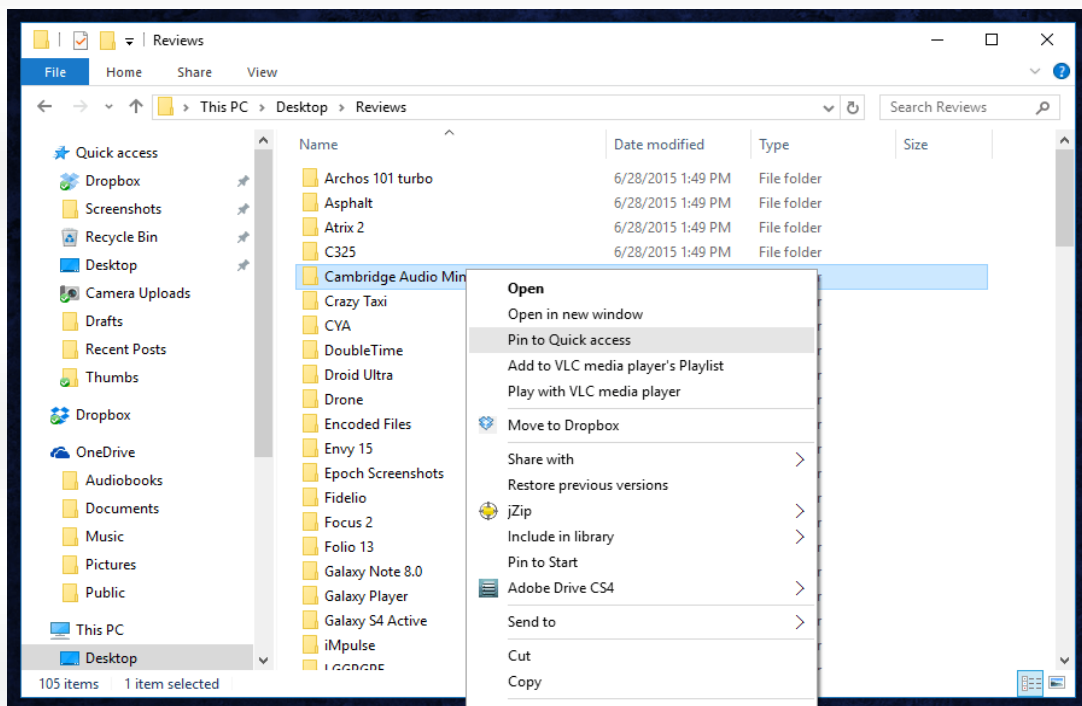 Reviews
File Home Share View
This PC > Desktop > Reviews
Search Reviews
Name Date modified Type Size
Quick access
Dropbox
Screenshots
Recycle Bin
Desktop
Camera Uploads
Drafts
Recent Posts
Thumbs
Dropbox
OneDrive
Audiobooks
Documents
Music
Pictures
Public
This PC
Desktop
Archos 101 turbo 6/28/2015 1:49 PM File folder
Asphalt 6/28/2015 1:49 PM File folder
Atrix 2 6/28/2015 1:49 PM File folder
C325 6/28/2015 1:49 PM File folder
Cambridge Audio Min
Crazy Taxi
CYA
DoubleTime
Droid Ultra
Drone
Encoded Files
Envy 15
Epoch Screenshots
Fidelio
Focus 2
Folio 13
Galaxy Note 8.0
Galaxy Player
Galaxy S4 Active
iMpulse
Open
Open in new window
Pin to Quick access
Add to VLC media player's Playlist
Play with VLC media player
Move to Dropbox
Share with
Restore previous versions
jZip
Include in library
Pin to Start
Adobe Drive CS4
Send to
Cut
Copy
105 items 1 item selected